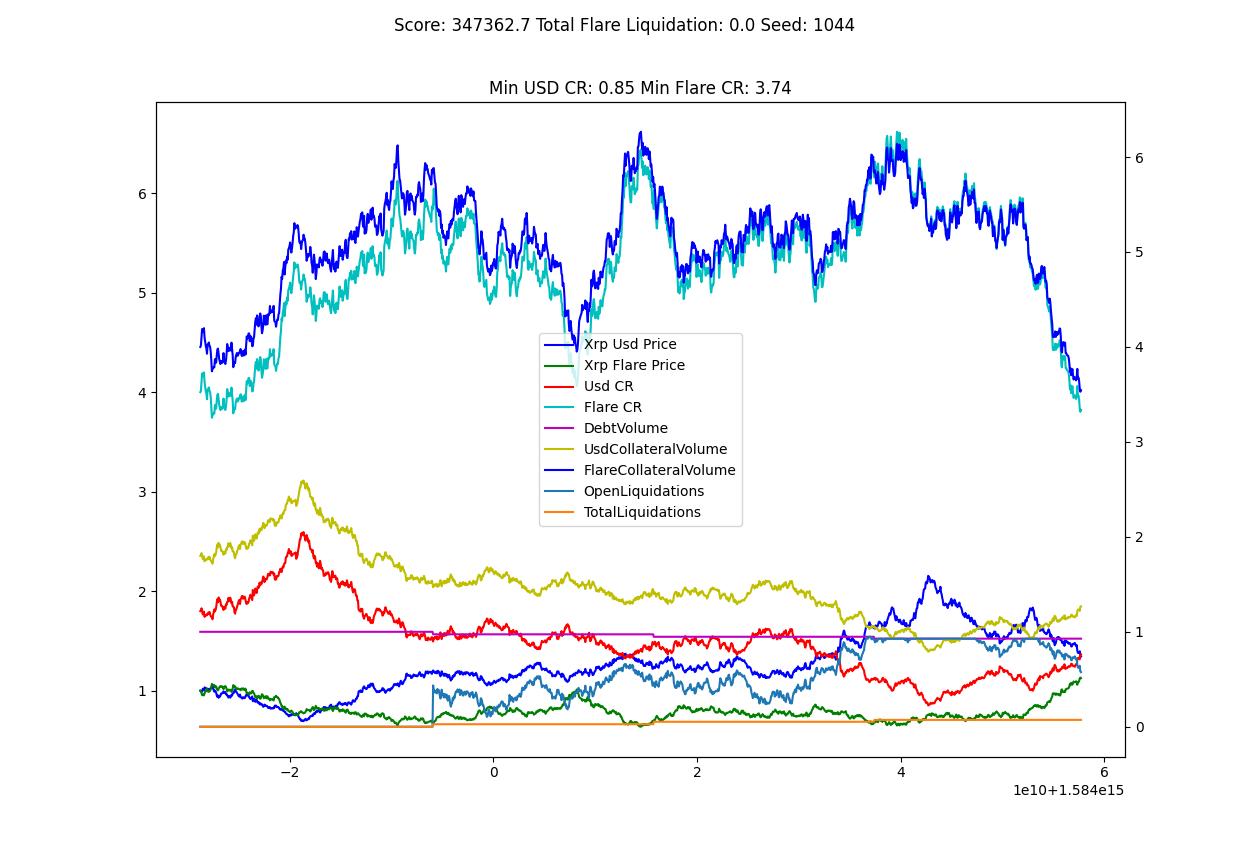 Score: 347362.7 Total Flare Liquidation: 0.0 Seed: 1044
Min USD CR: 0.85 Min Flare CR: 3.74
6
5
4
3
2
1
Xrp Usd Price
Xrp Flare Price
Usd CR
Flare CR
DebtVolume
UsdCollateralVolume
FlareCollateralVolume
OpenLiquidations
TotalLiquidations
6
5
4
3
2
1
0
−2 0 2 4 6
1e10+1.584e15